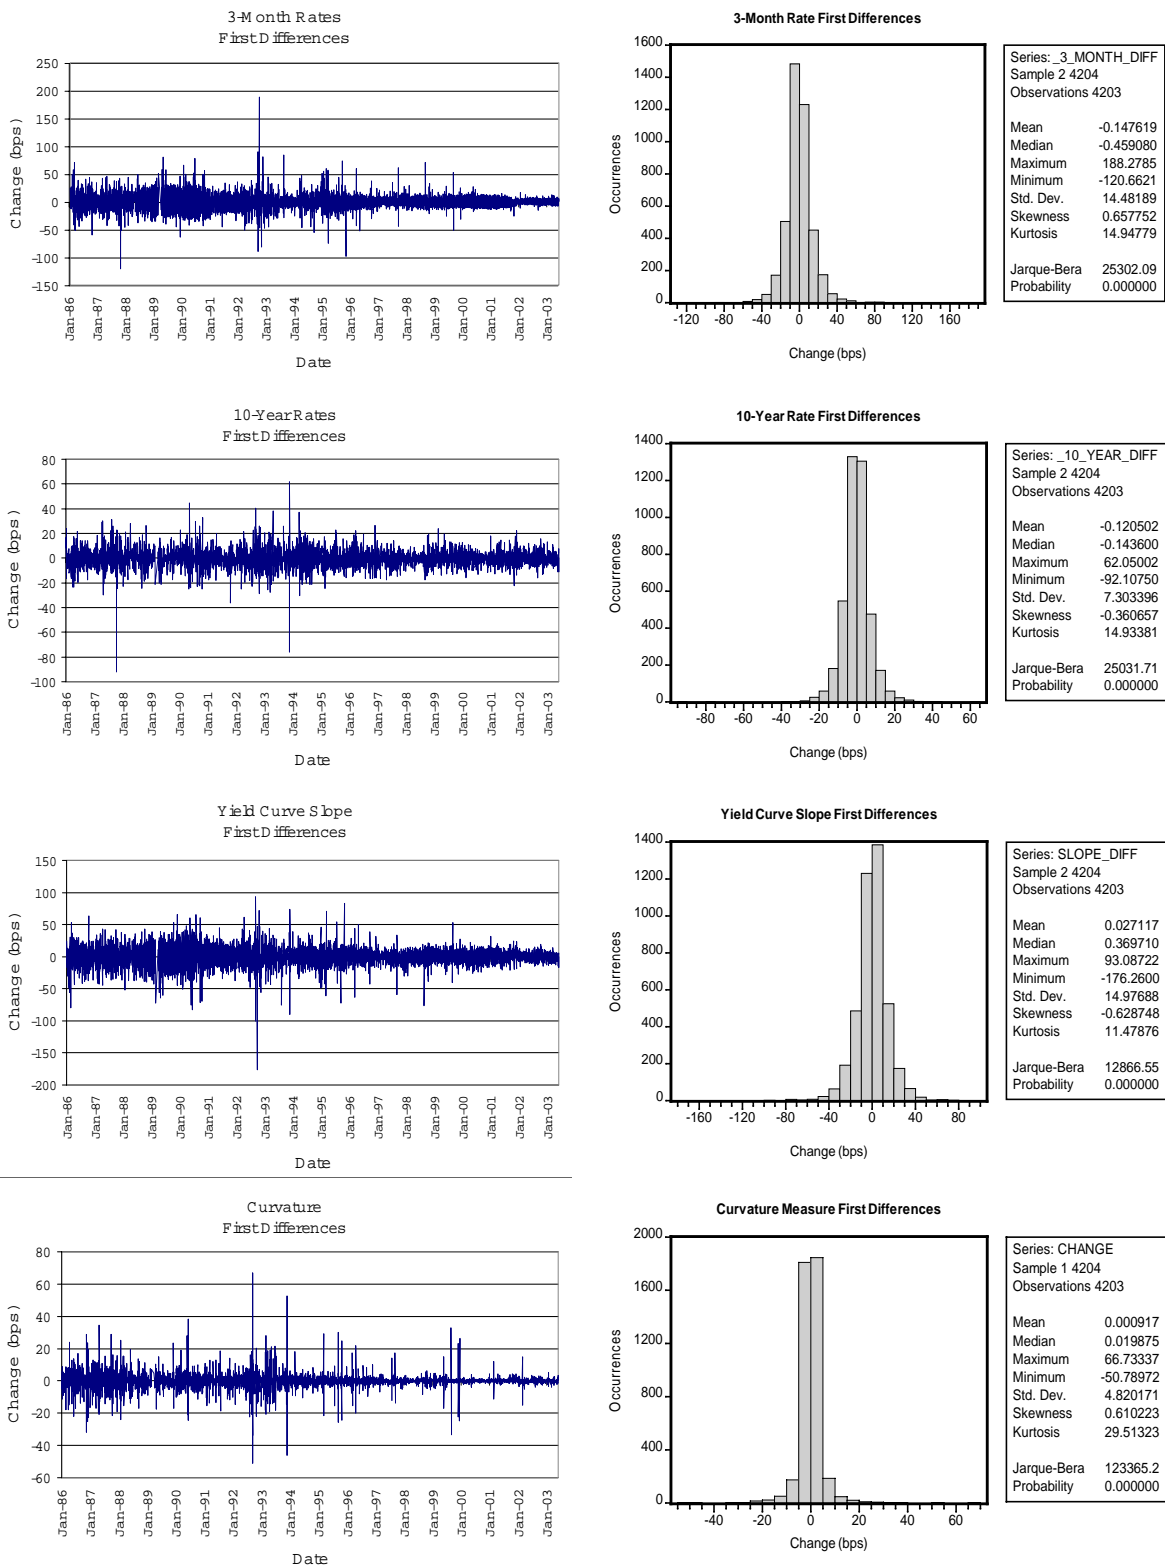 3-Month Rates
First Differences
250
200
150
100
50
0
-50
-100
-150
Change (bps)
Jan-86
Jan-87
Jan-88
Jan-89
Jan-90
Jan-91
Jan-92
Jan-93
Jan-94
Jan-95
Jan-96
Jan-97
Jan-98
Jan-99
Jan-00
Jan-01
Jan-02
Jan-03
Date
3-Month Rate First Differences
1600
1400
1200
1000
800
600
400
200
0
Occurrences
-120 -80 -40 0 40 80 120 160
Change (bps)
Series: _3_MONTH_DIFF
Sample 2 4204
Observations 4203
Mean -0.147619
Median -0.459080
Maximum 188.2785
Minimum -120.6621
Std. Dev. 14.48189
Skewness 0.657752
Kurtosis 14.94779
Jarque-Bera 25302.09
Probability 0.000000
10-Year Rates
First Differences
80
60
40
20
0
-20
-40
-60
-80
-100
Change (bps)
Jan-86
Jan-87
Jan-88
Jan-89
Jan-90
Jan-91
Jan-92
Jan-93
Jan-94
Jan-95
Jan-96
Jan-97
Jan-98
Jan-99
Jan-00
Jan-01
Jan-02
Jan-03
Date
10-Year Rate First Differences
1400
1200
1000
800
600
400
200
0
Occurrences
-80 -60 -40 -20 0 20 40 60
Change (bps)
Series: _10_YEAR_DIFF
Sample 2 4204
Observations 4203
Mean -0.120502
Median -0.143600
Maximum 62.05002
Minimum -92.10750
Std. Dev. 7.303396
Skewness -0.360657
Kurtosis 14.93381
Jarque-Bera 25031.71
Probability 0.000000
Yield Curve Slope
First Differences
150
100
50
0
-50
-100
-150
-200
Change (bps)
Jan-86
Jan-87
Jan-88
Jan-89
Jan-90
Jan-91
Jan-92
Jan-93
Jan-94
Jan-95
Jan-96
Jan-97
Jan-98
Jan-99
Jan-00
Jan-01
Jan-02
Jan-03
Date
Yield Curve Slope First Differences
1400
1200
1000
800
600
400
200
0
Occurrences
-160 -120 -80 -40 0 40 80
Change (bps)
Series: SLOPE_DIFF
Sample 2 4204
Observations 4203
Mean 0.027117
Median 0.369710
Maximum 93.08722
Minimum -176.2600
Std. Dev. 14.97688
Skewness -0.628748
Kurtosis 11.47876
Jarque-Bera 12866.55
Probability 0.000000
Curvature
First Differences
80
60
40
20
0
-20
-40
-60
Change (bps)
Jan-86
Jan-87
Jan-88
Jan-89
Jan-90
Jan-91
Jan-92
Jan-93
Jan-94
Jan-95
Jan-96
Jan-97
Jan-98
Jan-99
Jan-00
Jan-01
Jan-02
Jan-03
Date
Curvature Measure First Differences
2000
1600
1200
800
400
0
Occurrences
-40 -20 0 20 40 60
Change (bps)
Series: CHANGE
Sample 1 4204
Observations 4203
Mean 0.000917
Median 0.019875
Maximum 66.73337
Minimum -50.78972
Std. Dev. 4.820171
Skewness 0.610223
Kurtosis 29.51323
Jarque-Bera 123365.2
Probability 0.000000